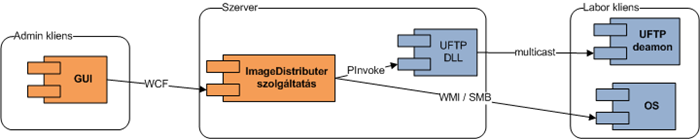 Admin kliens
GUI
WCF
Szerver
ImageDistributer
szolgáltatás
PInvoke
UFTP
DLL
multicast
WMI / SMB
Labor kliens
UFTP
deamon
OS